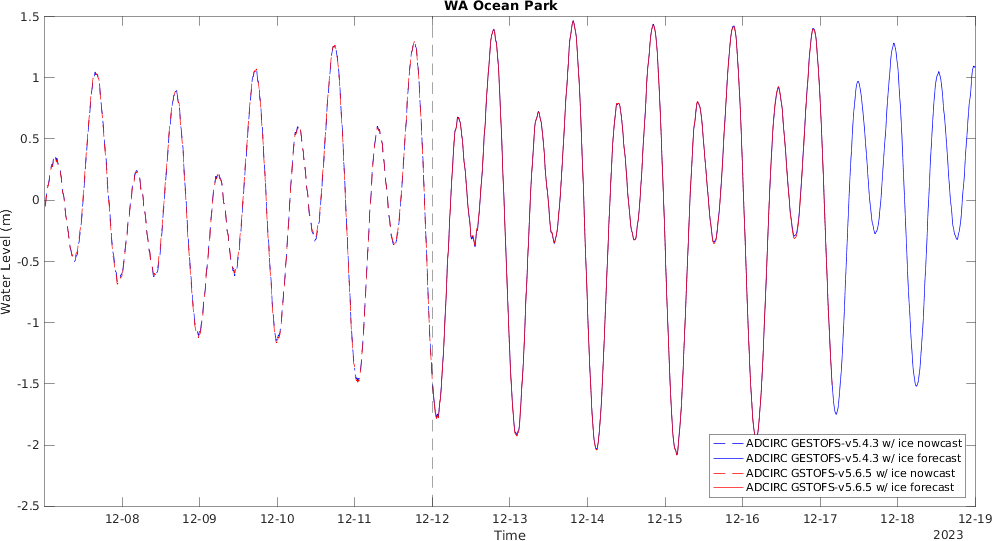 WA Ocean Park
1.5
1
0.5
0
-0.5
-1
-1.5
-2
-2.5
Water Level (m)
ADCIRC GESTOFS-v5.4.3 w/ ice nowcast
ADCIRC GESTOFS-v5.4.3 w/ ice forecast
ADCIRC GSTOFS-v5.6.5 w/ ice nowcast
ADCIRC GSTOFS-v5.6.5 w/ ice forecast
12-08 12-09 12-10 12-11 12-12 12-13 12-14 12-15 12-16 12-17 12-18 12-19
Time
2023